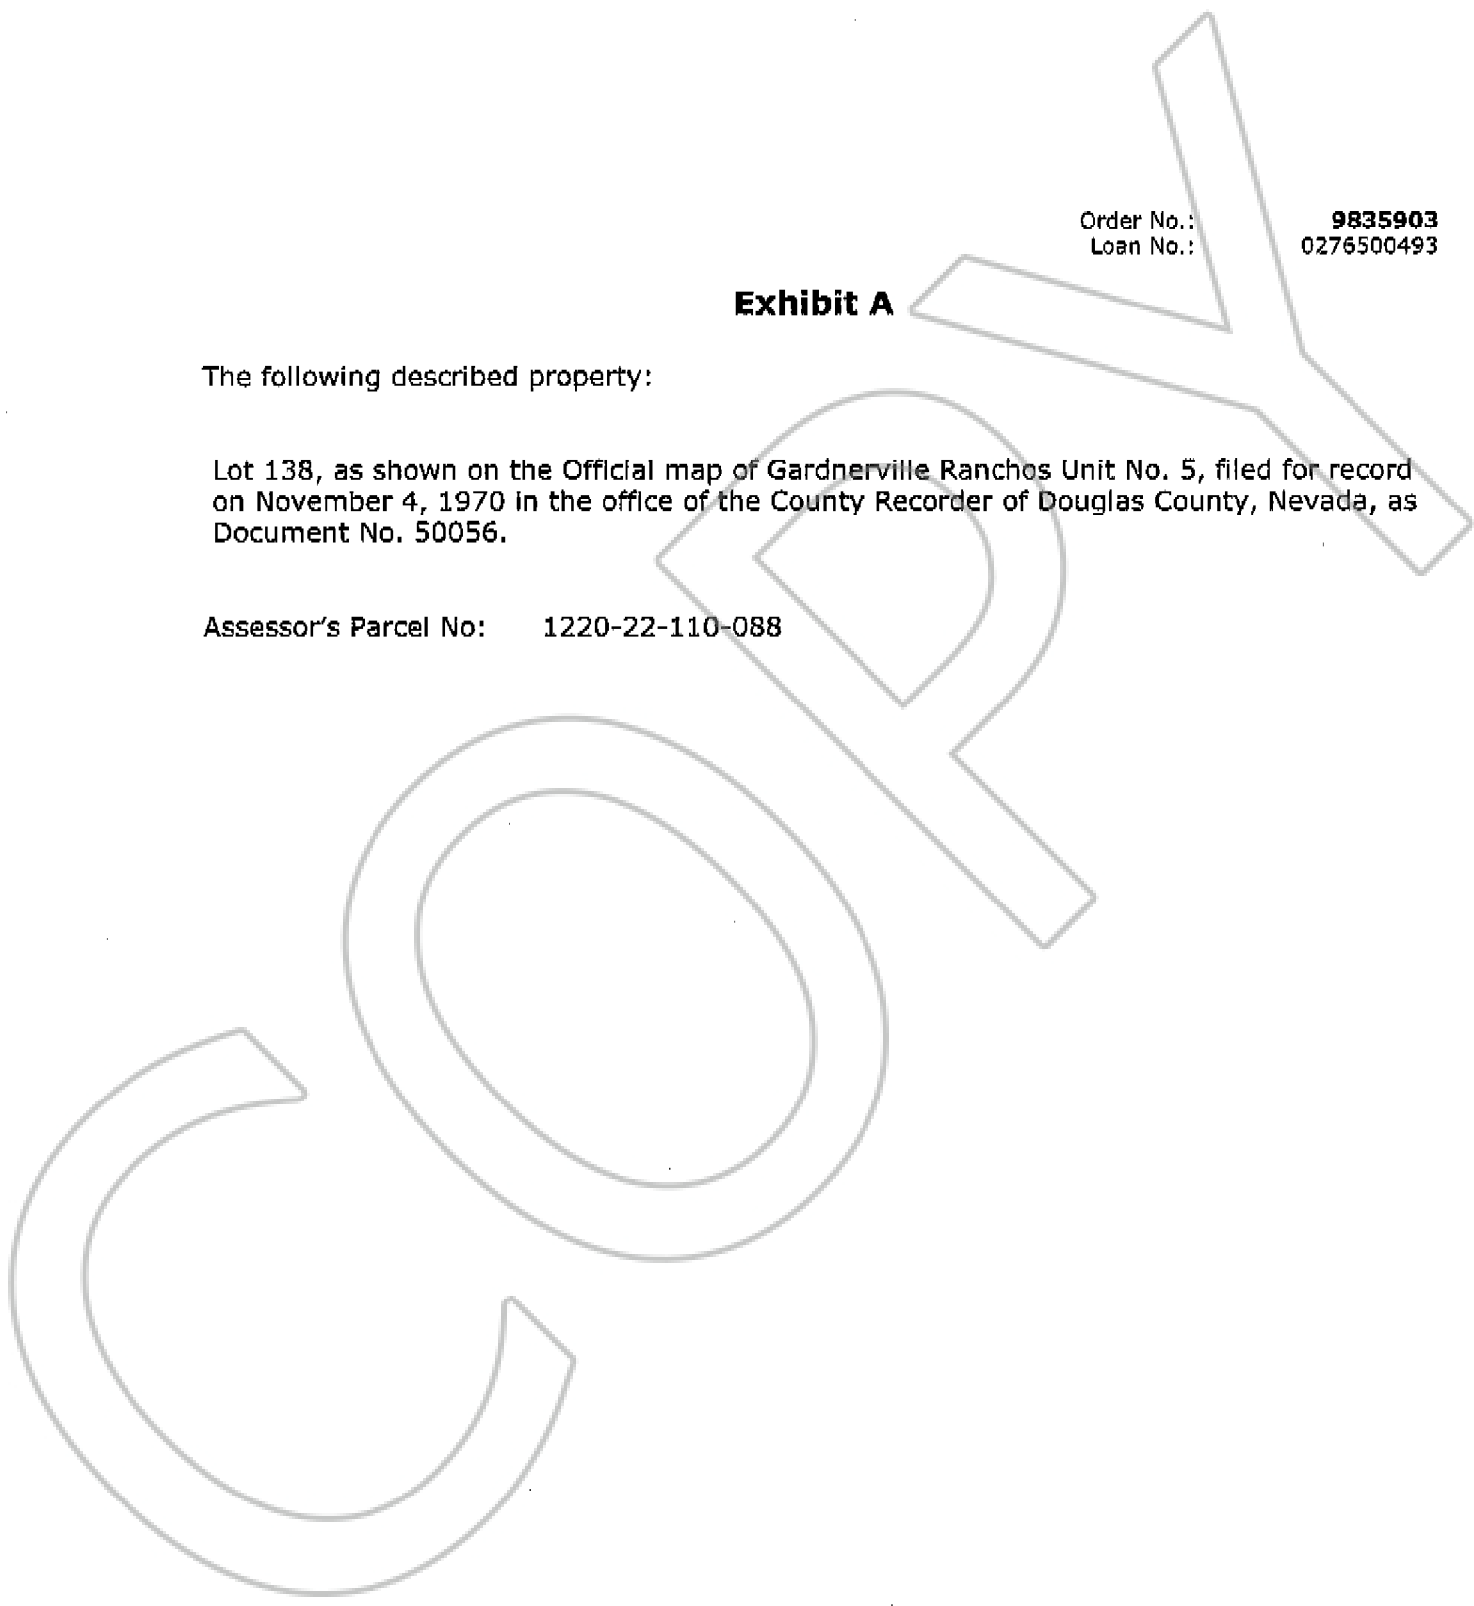 Order No.: 9835903
Loan No.: 0276500493
Exhibit A
The following described property:
Lot 138, as shown on the Official map of Gardnerville Ranchos Unit No. 5, filed for record
on November 4, 1970 in the office of the County Recorder of Douglas County, Nevada, as
Document No. 50056.
Assessor's Parcel No: 1220-22-110-088
COPY